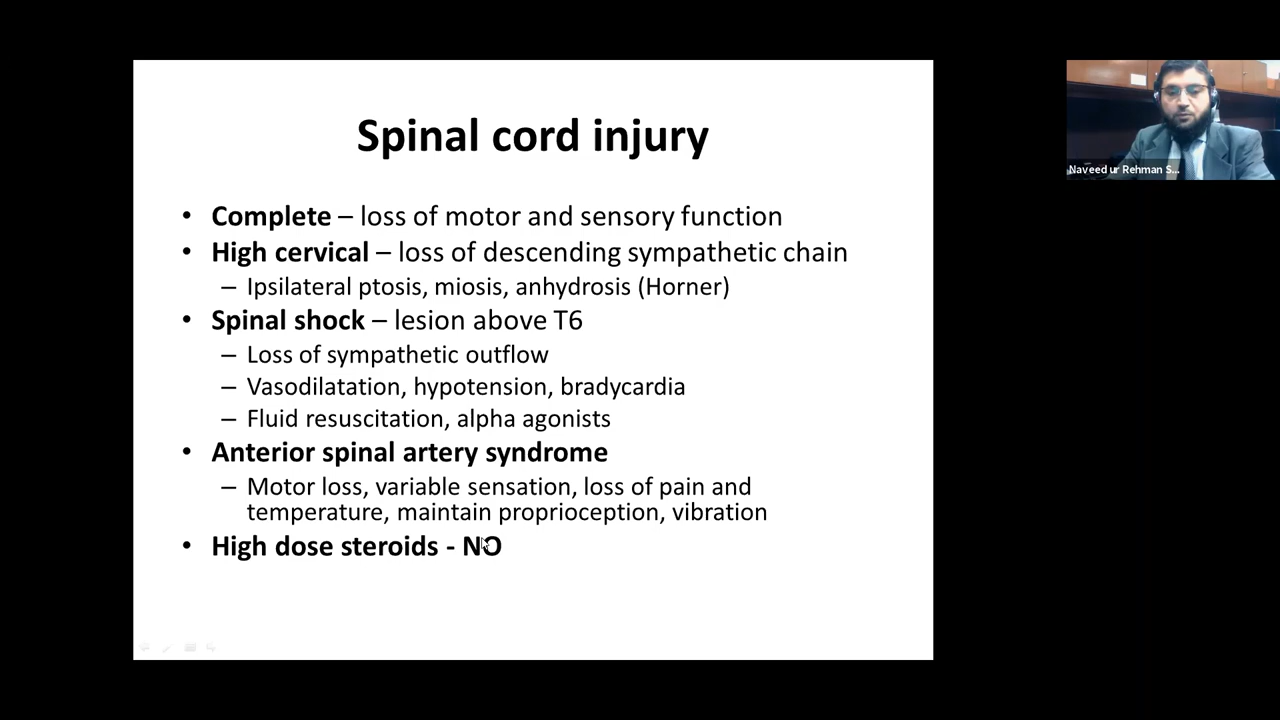 Spinal cord injury
• Complete – loss of motor and sensory function
• High cervical – loss of descending sympathetic chain
– Ipsilateral ptosis, miosis, anhydrosis (Horner)
• Spinal shock – lesion above T6
– Loss of sympathetic outflow
– Vasodilatation, hypotension, bradycardia
– Fluid resuscitation, alpha agonists
• Anterior spinal artery syndrome
– Motor loss, variable sensation, loss of pain and
temperature, maintain proprioception, vibration
• High dose steroids - NO
Naveed ur Rehman S...